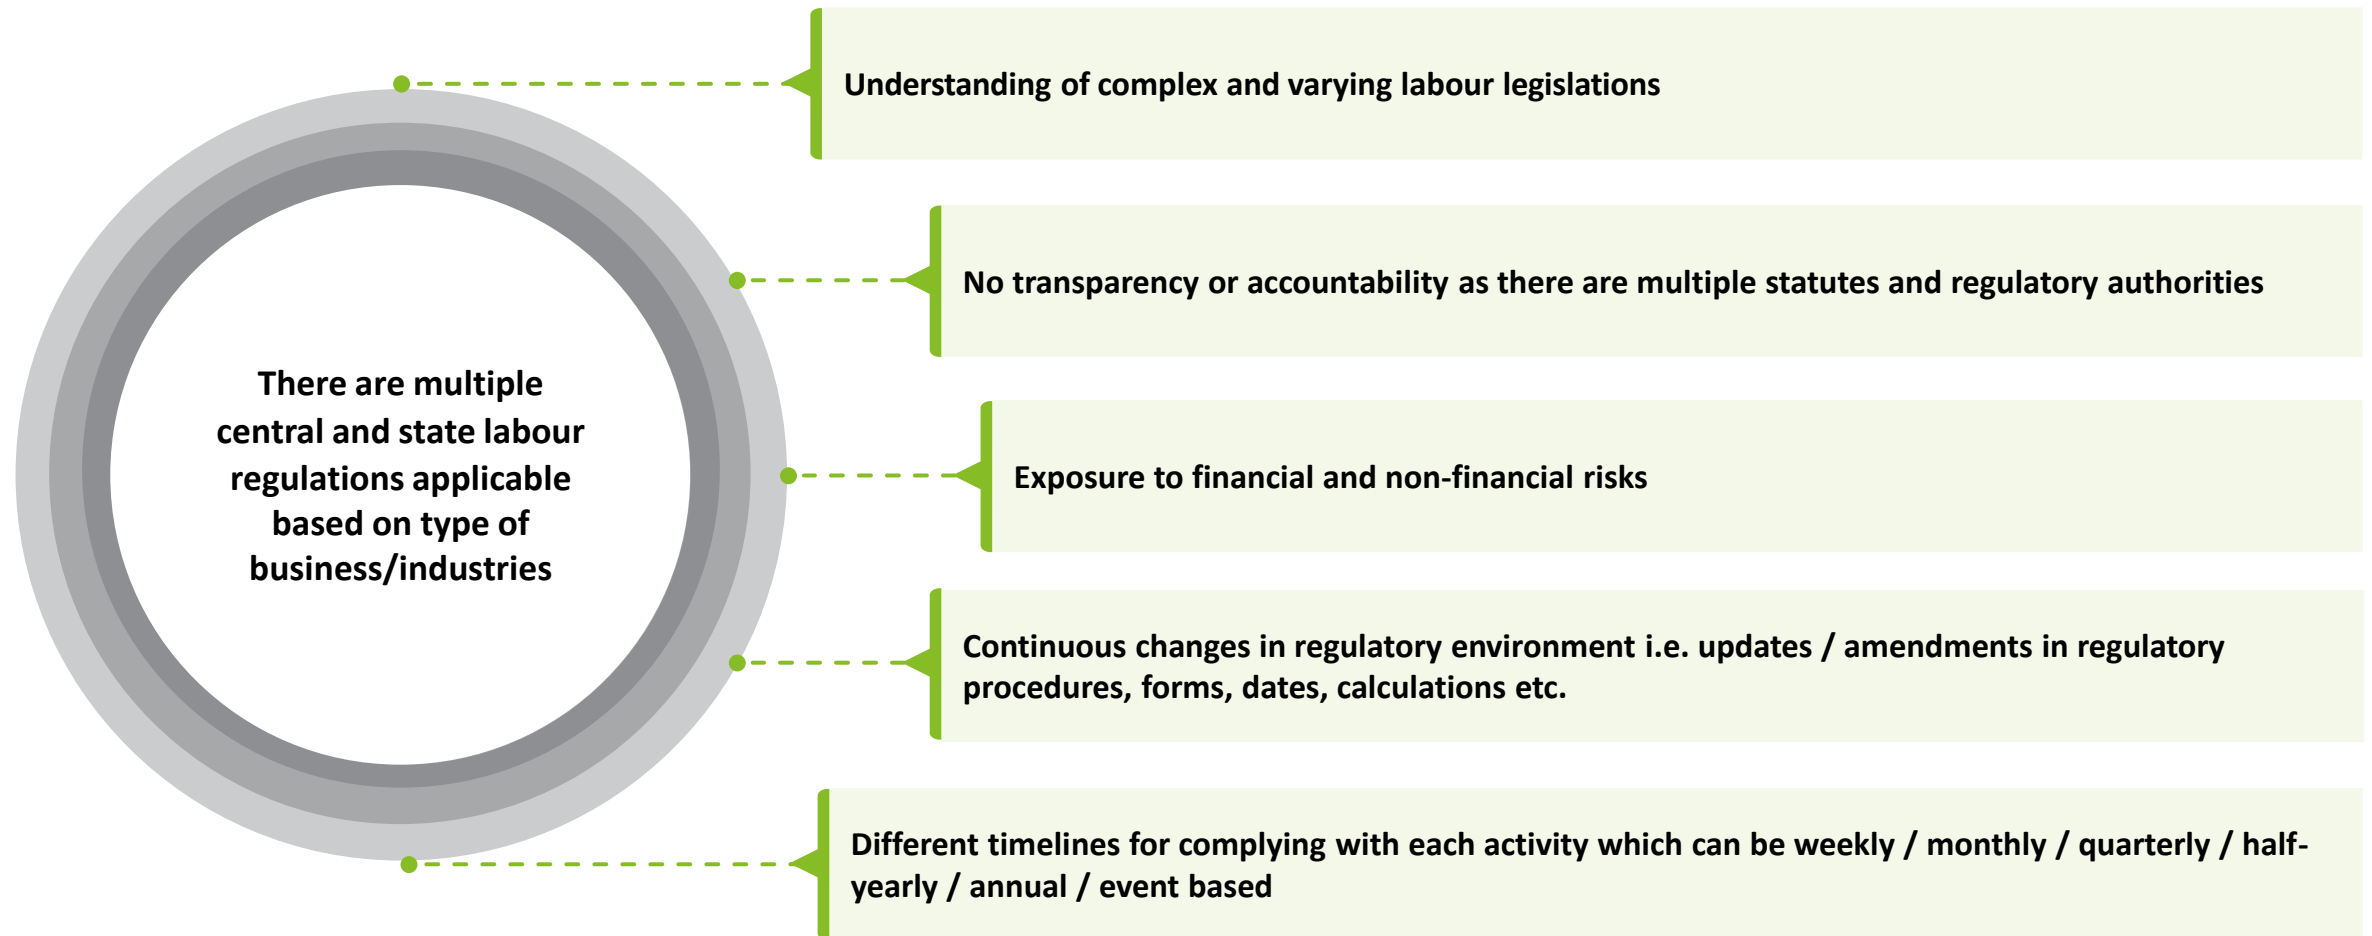 There are multiple
central and state labour
regulations applicable
based on type of
business/industries
Understanding of complex and varying labour legislations
No transparency or accountability as there are multiple statutes and regulatory authorities
Exposure to financial and non-financial risks
Continuous changes in regulatory environment i.e. updates / amendments in regulatory
procedures, forms, dates, calculations etc.
Different timelines for complying with each activity which can be weekly / monthly / quarterly / half-
yearly / annual / event based